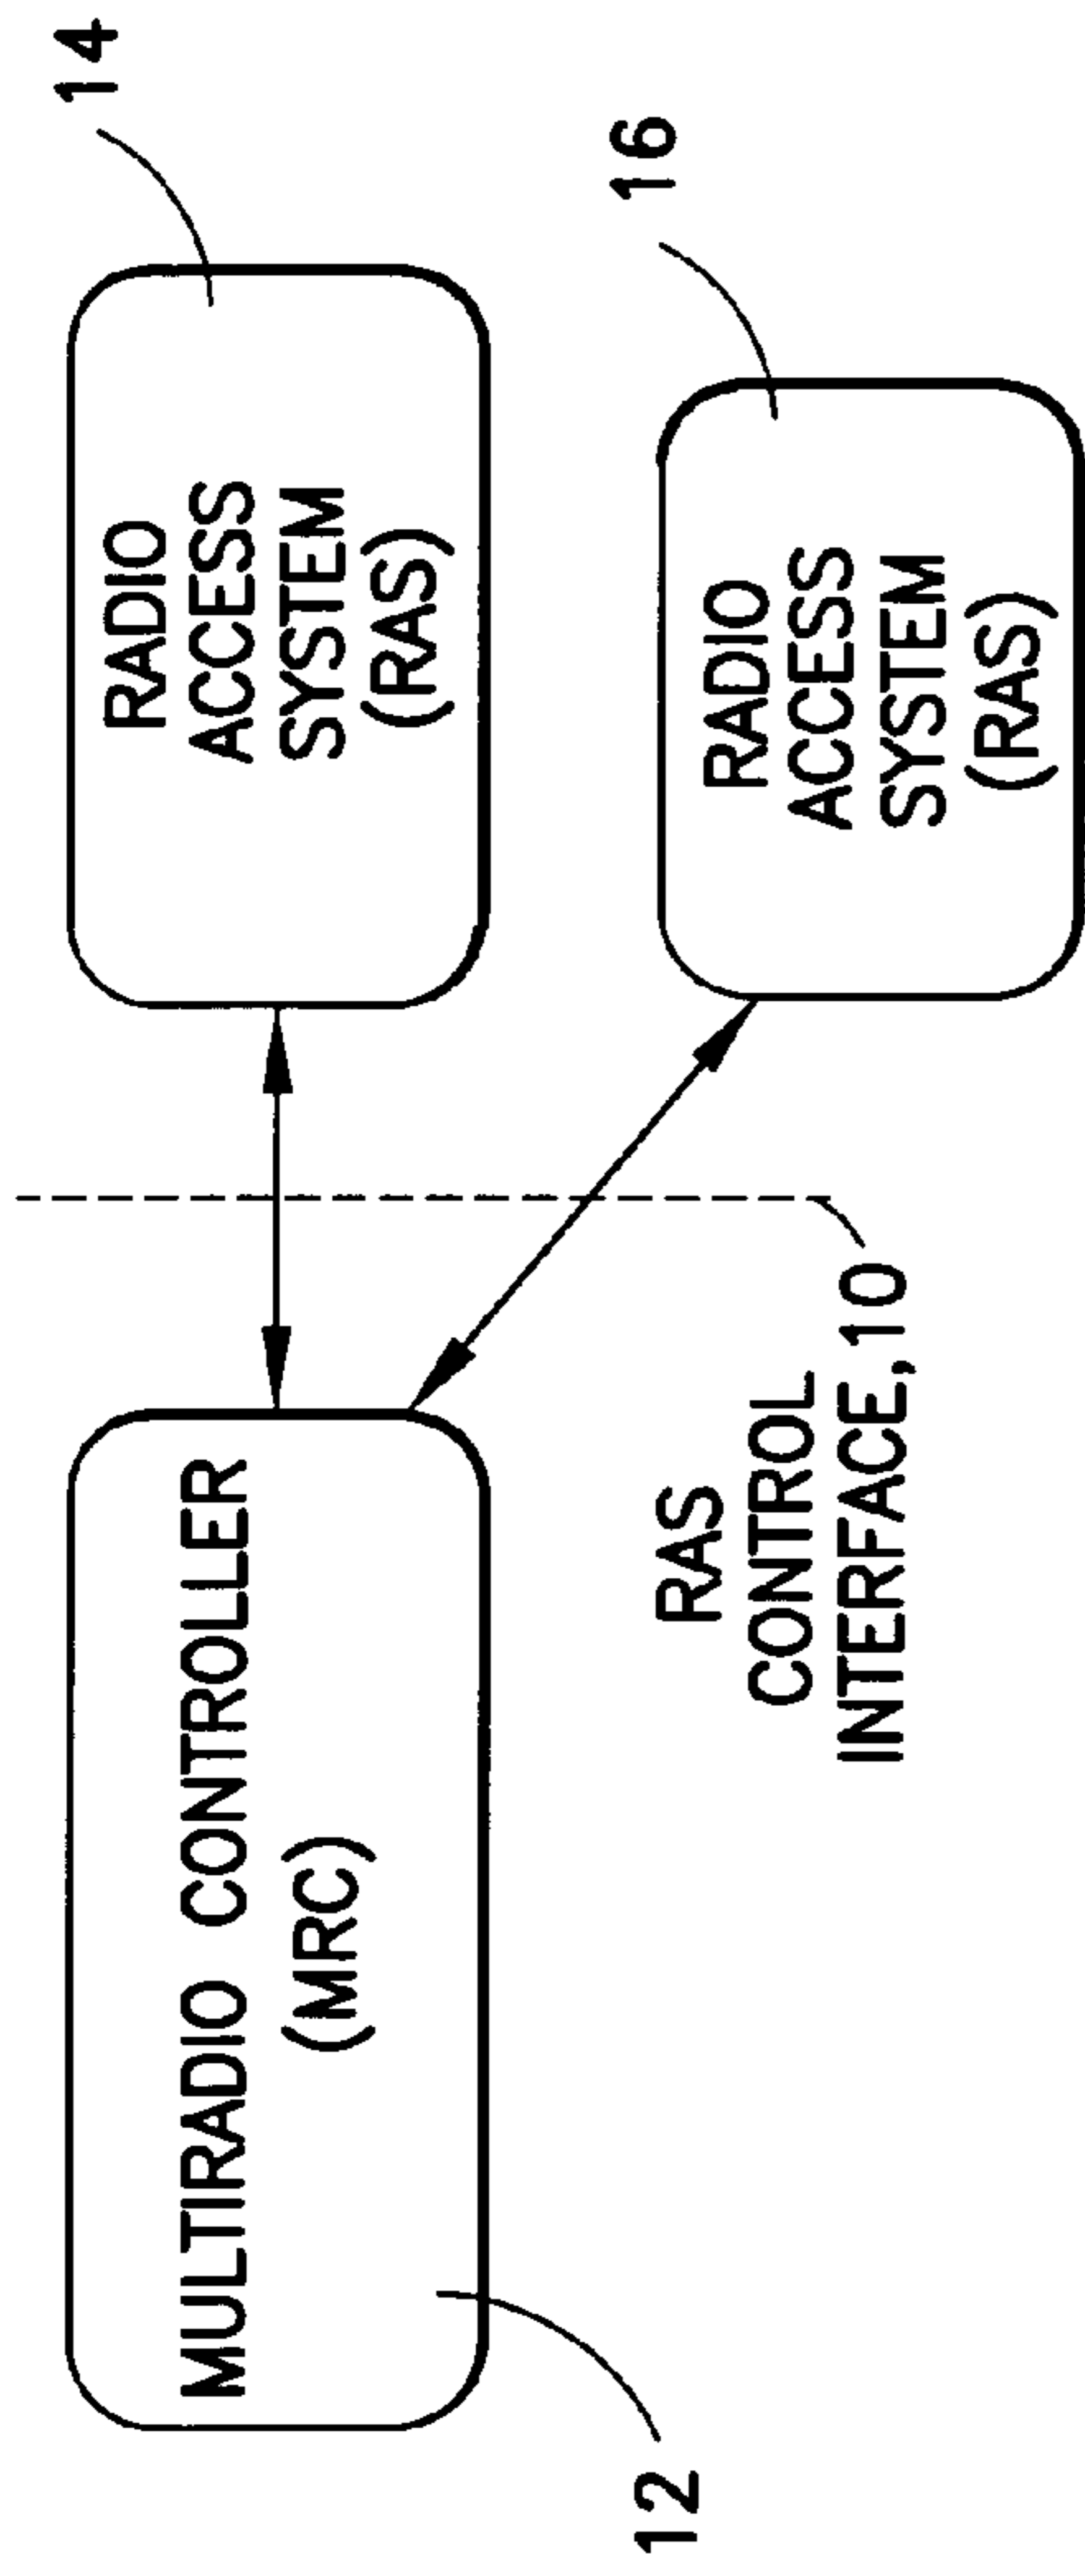 MULTIRADIO CONTROLLER
(MRC)
12
RADIO
ACCESS
SYSTEM
(RAS)
14
RAS
CONTROL
INTERFACE, 10
RADIO
ACCESS
SYSTEM
(RAS)
16